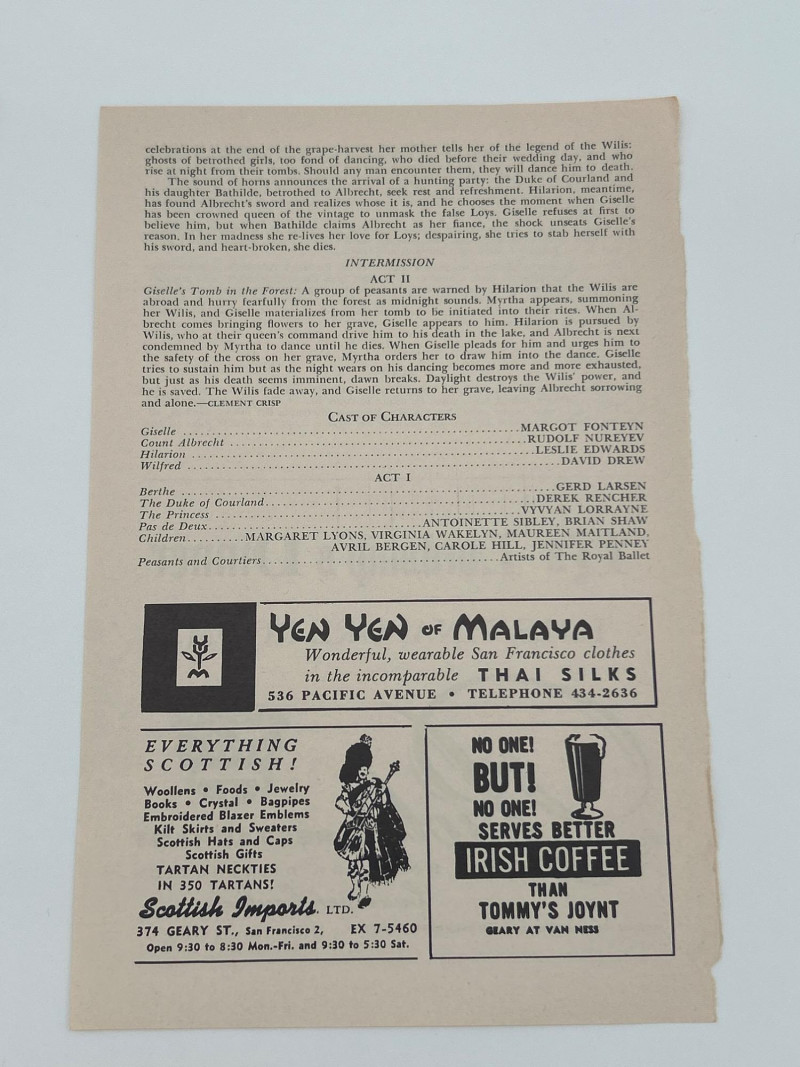 celebrations at the end of the grape-harvest her mother tells her of the legend of the Wilis:
ghosts of betrothed girls, too fond of dancing, who died before their wedding day, and who
rise at night from their tombs. Should any man encounter them, they will dance him to death.
The sound of horns announces the arrival of a hunting party: the Duke of Courland and
his daughter Bathilde, betrothed to Albrecht, seek rest and refreshment. Hilarion, meantime,
has found Albrecht's sword and realizes whose it is, and he chooses the moment when Giselle
has been crowned queen of the vintage to unmask the false Loys. Giselle refuses at first to
believe him, but when Bathilde claims Albrecht as her fiance, the shock unseats Giselle's
reason. In her madness she re-lives her love for Loys; despairing, she tries to stab herself with
his sword, and heart-broken, she dies.
INTERMISSION
ACT II
Giselle's Tomb in the Forest: A group of peasants are warned by Hilarion that the Wilis are
abroad and hurry fearfully from the forest as midnight sounds. Myrtha appears, summoning
her Wilis, and Giselle materializes from her tomb to be initiated into their rites. When Al-
brecht comes bringing flowers to her grave, Giselle appears to him. Hilarion is pursued by
Wilis, who at their queen's command drive him to his death in the lake, and Albrecht is next
condemned by Myrtha to dance until he dies. When Giselle pleads for him and urges him to
the safety of the cross on her grave, Myrtha orders her to draw him into the dance. Giselle
tries to sustain him but as the night wears on his dancing becomes more and more exhausted,
but just as his death seems imminent, dawn breaks. Daylight destroys the Wilis' power, and
he is saved. The Wilis fade away, and Giselle returns to her grave, leaving Albrecht sorrowing
and alone.—CLEMENT CRISP
CAST OF CHARACTERS
Giselle ..........MARGOT FONTEYN
Count Albrecht ..........RUDOLF NUREYEV
Hilarion ..........LESLIE EDWARDS
Wilfred ..........DAVID DREW
ACT I
Berthe ..........GERD LARSEN
The Duke of Courland..........DEREK RENCHER
The Princess ..........VYVYAN LORRAYNE
Pas de Deux..........ANTOINETTE SIBLEY, BRIAN SHAW
Children..........MARGARET LYONS, VIRGINIA WAKELYN, MAUREEN MAITLAND,
AVRIL BERGEN, CAROLE HILL, JENNIFER PENNEY
Peasants and Courtiers..........Artists of The Royal Ballet
YEN YEN OF MALAYA
Wonderful, wearable San Francisco clothes
in the incomparable THAI SILKS
536 PACIFIC AVENUE • TELEPHONE 434-2636
EVERYTHING
SCOTTISH!
Woollens • Foods • Jewelry
Books • Crystal • Bagpipes
Embroidered Blazer Emblems
Kilt Skirts and Sweaters
Scottish Hats and Caps
Scottish Gifts
TARTAN NECKTIES
IN 350 TARTANS!
Scottish Imports, LTD.
374 GEARY ST., San Francisco 2, EX 7-5460
Open 9:30 to 8:30 Mon.-Fri. and 9:30 to 5:30 Sat.
NO ONE!
BUT!
NO ONE!
SERVES BETTER
IRISH COFFEE
THAN
TOMMY'S JOYNT
GEARY AT VAN NESS